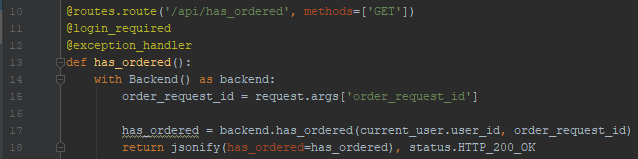 10 @routes.route('/api/has_ordered', methods=['GET'])
11 @login_required
12 @exception_handler
13 def has_ordered():
14     with Backend() as backend:
15         order_request_id = request.args['order_request_id']
16
17         has_ordered = backend.has_ordered(current_user.user_id, order_request_id)
18         return jsonify(has_ordered=has_ordered), status.HTTP_200_OK